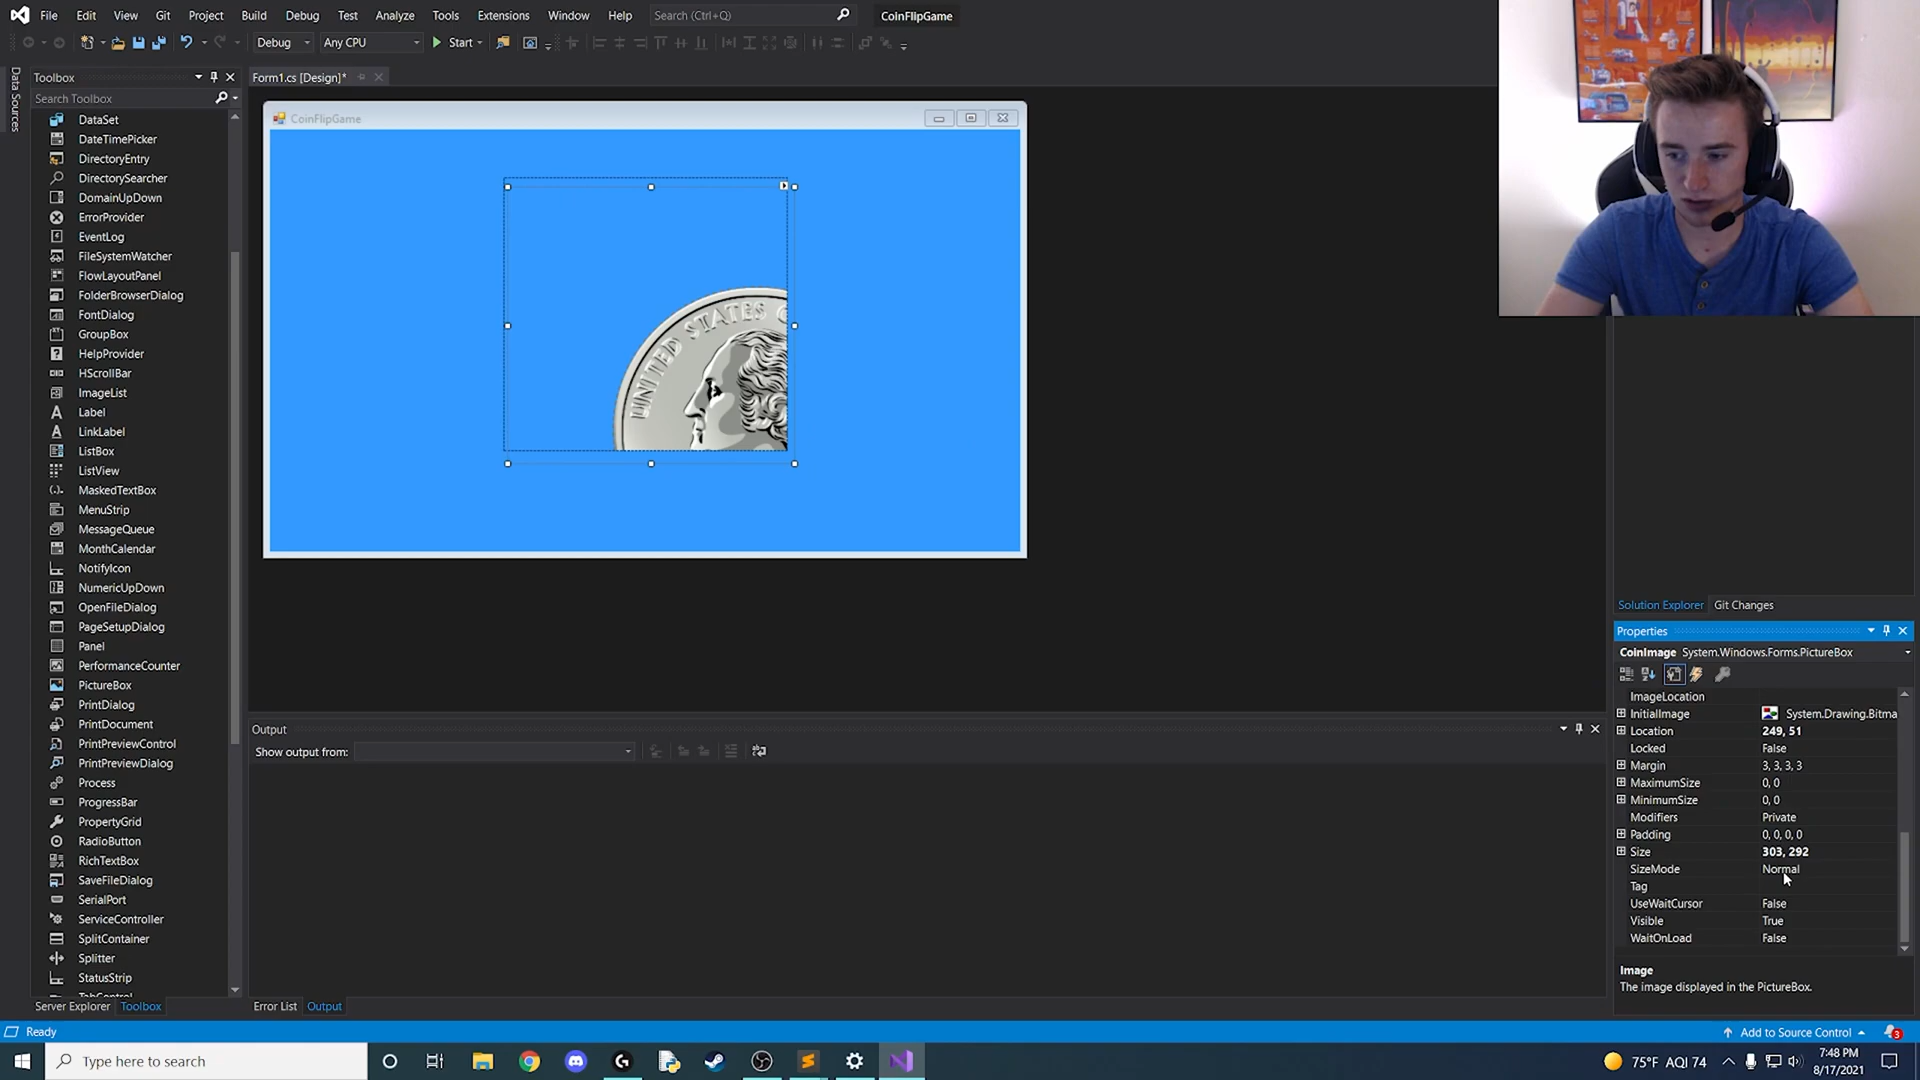 File Edit View Git Project Build Debug Test Analyze Tools Extensions Window Help Search (Ctrl+Q) CoinFlipGame
Debug Any CPU Start
Data Sources
Toolbox
Search Toolbox
DataSet
DateTimePicker
DirectoryEntry
DirectorySearcher
DomainUpDown
ErrorProvider
EventLog
FileSystemWatcher
FlowLayoutPanel
FolderBrowserDialog
FontDialog
GroupBox
HelpProvider
HScrollBar
ImageList
Label
LinkLabel
ListBox
ListView
MaskedTextBox
MenuStrip
MessageQueue
MonthCalendar
NotifyIcon
NumericUpDown
OpenFileDialog
PageSetupDialog
Panel
PerformanceCounter
PictureBox
PrintDialog
PrintDocument
PrintPreviewControl
PrintPreviewDialog
Process
ProgressBar
PropertyGrid
RadioButton
RichTextBox
SaveFileDialog
SerialPort
ServiceController
SplitContainer
Splitter
StatusStrip
TabControl
Server Explorer Toolbox
Form1.cs [Design]*
CoinFlipGame
UNITED STATES
Output
Show output from:
Error List Output
Solution Explorer Git Changes
Properties
CoinImage System.Windows.Forms.PictureBox
ImageLocation
InitialImage System.Drawing.Bitma
Location 249, 51
Locked False
Margin 3, 3, 3, 3
MaximumSize 0, 0
MinimumSize 0, 0
Modifiers Private
Padding 0, 0, 0, 0
Size 303, 292
SizeMode Normal
Tag
UseWaitCursor False
Visible True
WaitOnLoad False
Image
The image displayed in the PictureBox.
Ready
Add to Source Control
3
Type here to search
75°F AQI 74
7:48 PM
8/17/2021